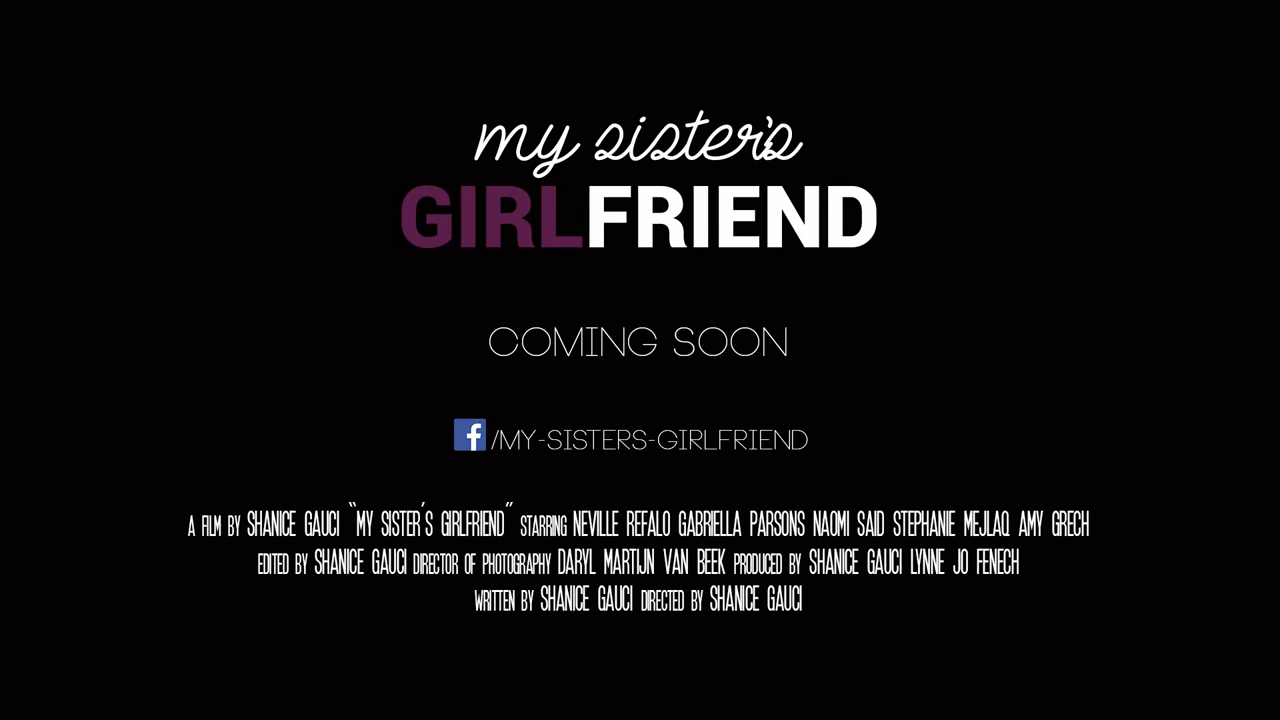 my sister's
GIRLFRIEND
COMING SOON
/MY-SISTERS-GIRLFRIEND
A FILM BY SHANICE GAUCI "MY SISTER'S GIRLFRIEND" STARRING NEVILLE REFALO GABRIELLA PARSONS NAOMI SAID STEPHANIE MEJLAQ AMY GRECH
EDITED BY SHANICE GAUCI DIRECTOR OF PHOTOGRAPHY DARYL MARTIJN VAN BEEK PRODUCED BY SHANICE GAUCI LYNNE JO FENECH
WRITTEN BY SHANICE GAUCI DIRECTED BY SHANICE GAUCI